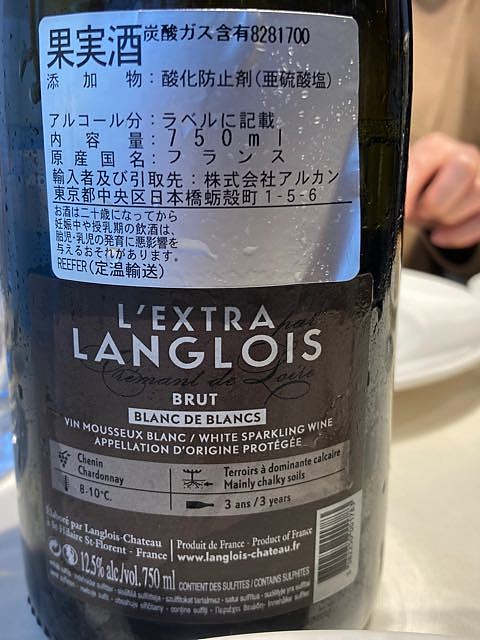 果実酒 炭酸ガス含有8281700
添加物：酸化防止剤(亜硫酸塩)
アルコール分：ラベルに記載
内容量：750ml
原産国名：フランス
輸入者及び引取先：株式会社アルカン
東京都中央区日本橋蛎殻町1-5-6
お酒は二十歳になってから
妊娠中や授乳期の飲酒は、
胎児・乳児の発育に悪影響を
与えるおそれがあります。
REEFER(定温輸送)
L'EXTRA par
LANGLOIS
Crémant de Loire
BRUT
BLANC DE BLANCS
VIN MOUSSEUX BLANC / WHITE SPARKLING WINE
APPELLATION D'ORIGINE PROTÉGÉE
Chenin
Chardonnay
Terroirs à dominante calcaire
Mainly chalky soils
8-10°C.
3 ans / 3 years
Élaboré par Langlois-Chateau
à St-Hilaire St-Florent - France
Produit de France - Product of France
www.langlois-chateau.fr
12.5% alc./vol. 750 ml
CONTIENT DES SULFITES / CONTAINS SULPHITES